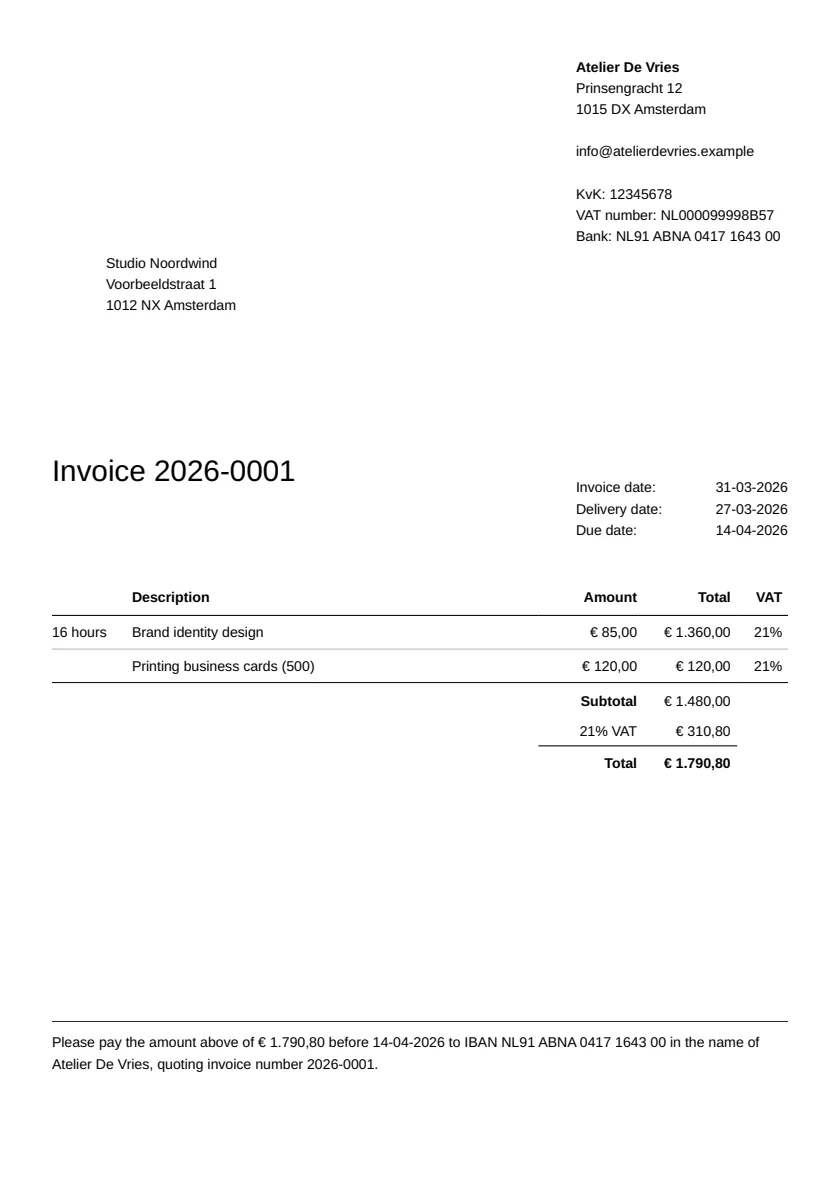 Atelier De Vries
Prinsengracht 12
1015 DX Amsterdam
info@atelierdevries.example
KvK: 12345678
VAT number: NL000099998B57
Bank: NL91 ABNA 0417 1643 00
Studio Noordwind
Voorbeeldstraat 1
1012 NX Amsterdam
Invoice 2026-0001
Invoice date: 31-03-2026
Delivery date: 27-03-2026
Due date: 14-04-2026
Description Amount Total VAT
16 hours Brand identity design € 85,00 € 1.360,00 21%
Printing business cards (500) € 120,00 € 120,00 21%
Subtotal € 1.480,00
21% VAT € 310,80
Total € 1.790,80
Please pay the amount above of € 1.790,80 before 14-04-2026 to IBAN NL91 ABNA 0417 1643 00 in the name of
Atelier De Vries, quoting invoice number 2026-0001.